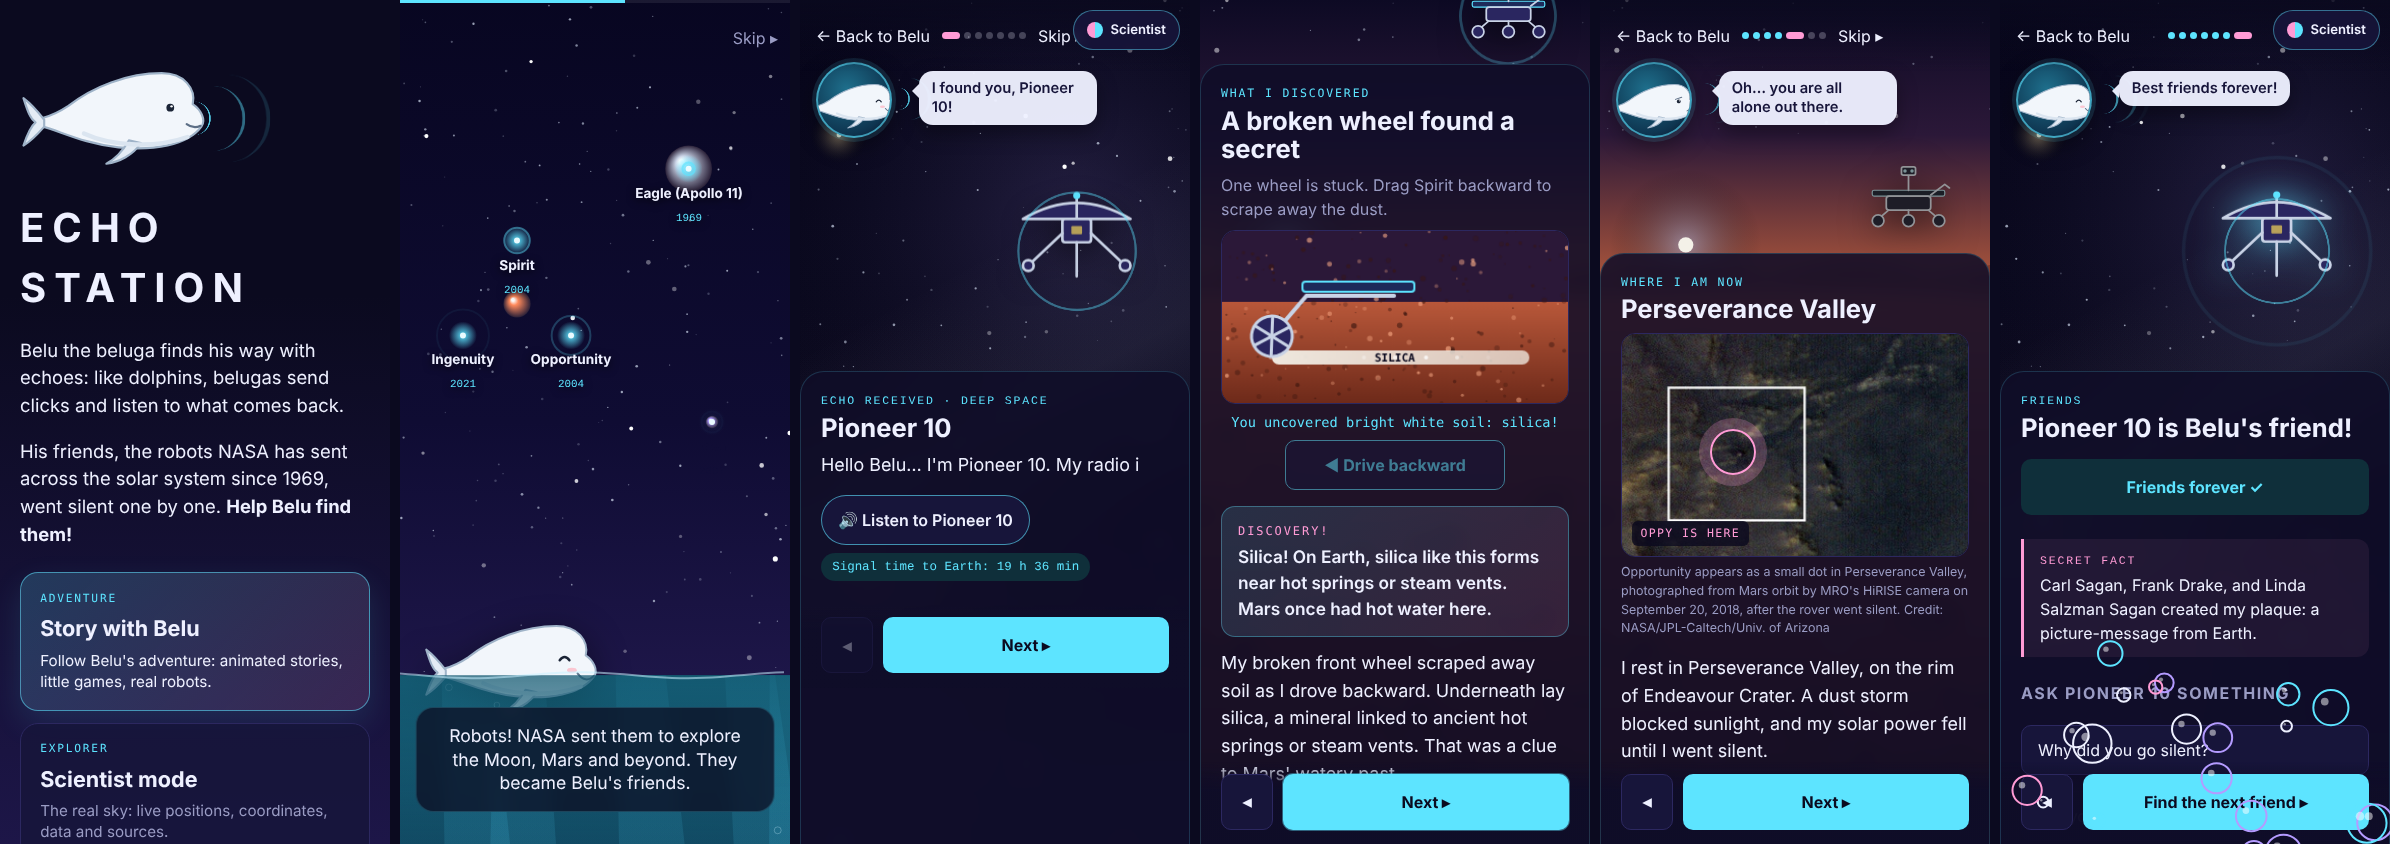 ECHO
STATION
Belu the beluga finds his way with
echoes: like dolphins, belugas send
clicks and listen to what comes back.
His friends, the robots NASA has sent
across the solar system since 1969,
went silent one by one. Help Belu find
them!
ADVENTURE
Story with Belu
Follow Belu's adventure: animated stories,
little games, real robots.
EXPLORER
Scientist mode
The real sky: live positions, coordinates,
data and sources.
Skip ▸
Eagle (Apollo 11)
1969
Spirit
2004
Ingenuity
2021
Opportunity
2004
Robots! NASA sent them to explore
the Moon, Mars and beyond. They
became Belu's friends.
← Back to Belu
Skip
Scientist
I found you, Pioneer
10!
ECHO RECEIVED · DEEP SPACE
Pioneer 10
Hello Belu... I'm Pioneer 10. My radio i
🔊 Listen to Pioneer 10
Signal time to Earth: 19 h 36 min
◀
Next ▸
WHAT I DISCOVERED
A broken wheel found a
secret
One wheel is stuck. Drag Spirit backward to
scrape away the dust.
SILICA
You uncovered bright white soil: silica!
◀ Drive backward
DISCOVERY!
Silica! On Earth, silica like this forms
near hot springs or steam vents.
Mars once had hot water here.
My broken front wheel scraped away
soil as I drove backward. Underneath lay
silica, a mineral linked to ancient hot
springs or steam vents. That was a clue
to Mars' watery past.
◀
Next ▸
← Back to Belu
Skip ▸
Oh... you are all
alone out there.
WHERE I AM NOW
Perseverance Valley
OPPY IS HERE
Opportunity appears as a small dot in Perseverance Valley,
photographed from Mars orbit by MRO's HiRISE camera on
September 20, 2018, after the rover went silent. Credit:
NASA/JPL-Caltech/Univ. of Arizona
I rest in Perseverance Valley, on the rim
of Endeavour Crater. A dust storm
blocked sunlight, and my solar power fell
until I went silent.
◀
Next ▸
← Back to Belu
Scientist
Best friends forever!
FRIENDS
Pioneer 10 is Belu's friend!
Friends forever ✓
SECRET FACT
Carl Sagan, Frank Drake, and Linda
Salzman Sagan created my plaque: a
picture-message from Earth.
ASK PIONEER 10 SOMETHING
Why did you go silent?
◀
Find the next friend ▸